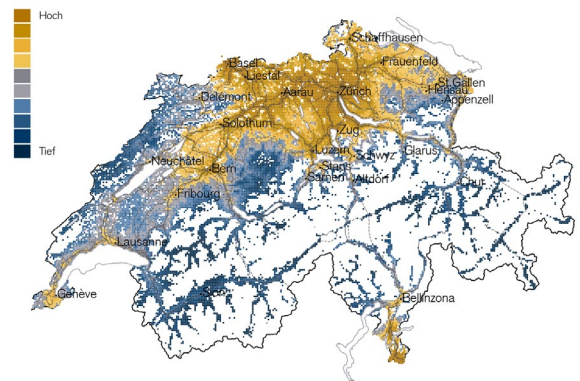 Hoch
Tief
Schaffhausen
Basel
Frauenfeld
Liestal
St.Gallen
Herisau
Delémont
Aarau
Zürich
Appenzell
Solothurn
Zug
Luzern
Schwyz
Glarus
Neuchâtel
Bern
Stans
Sarnen
Altdorf
Chur
Fribourg
Lausanne
Sion
Genève
Bellinzona